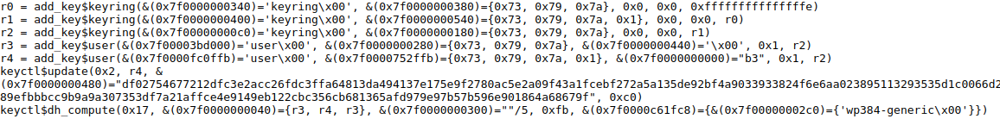 r0 = add_key$keyring(&(0x7f0000000340)='keyring\x00', &(0x7f0000000380)={0x73, 0x79, 0x7a}, 0x0, 0x0, 0xfffffffffffffffe)
r1 = add_key$keyring(&(0x7f0000000400)='keyring\x00', &(0x7f0000000540)={0x73, 0x79, 0x7a, 0x1}, 0x0, 0x0, r0)
r2 = add_key$keyring(&(0x7f00000000c0)='keyring\x00', &(0x7f0000000180)={0x73, 0x79, 0x7a}, 0x0, 0x0, r1)
r3 = add_key$user(&(0x7f00003bd000)='user\x00', &(0x7f0000000280)={0x73, 0x79, 0x7a}, &(0x7f0000000440)='\x00', 0x1, r2)
r4 = add_key$user(&(0x7f0000fc0ffb)='user\x00', &(0x7f0000752ffb)={0x73, 0x79, 0x7a, 0x1}, &(0x7f0000000000)="b3", 0x1, r2)
keyctl$update(0x2, r4, &
(0x7f0000000480)="df02754677212dfc3e2acc26fdc3ffa64813da494137e175e9f2780ac5e2a09f43a1fcebf272a5a135de92bf4a9033933824f6e6aa023895113293535d1c0066d2
89efbbbcc9b9a9a307353df7a21affce4e9149eb122cbc356cb681365afd979e97b57b596e901864a68679f", 0xc0)
keyctl$dh_compute(0x17, &(0x7f0000000040)={r3, r4, r3}, &(0x7f0000000300)=""/5, 0xfb, &(0x7f0000c61fc8)={&(0x7f00000002c0)={'wp384-generic\x00'}})